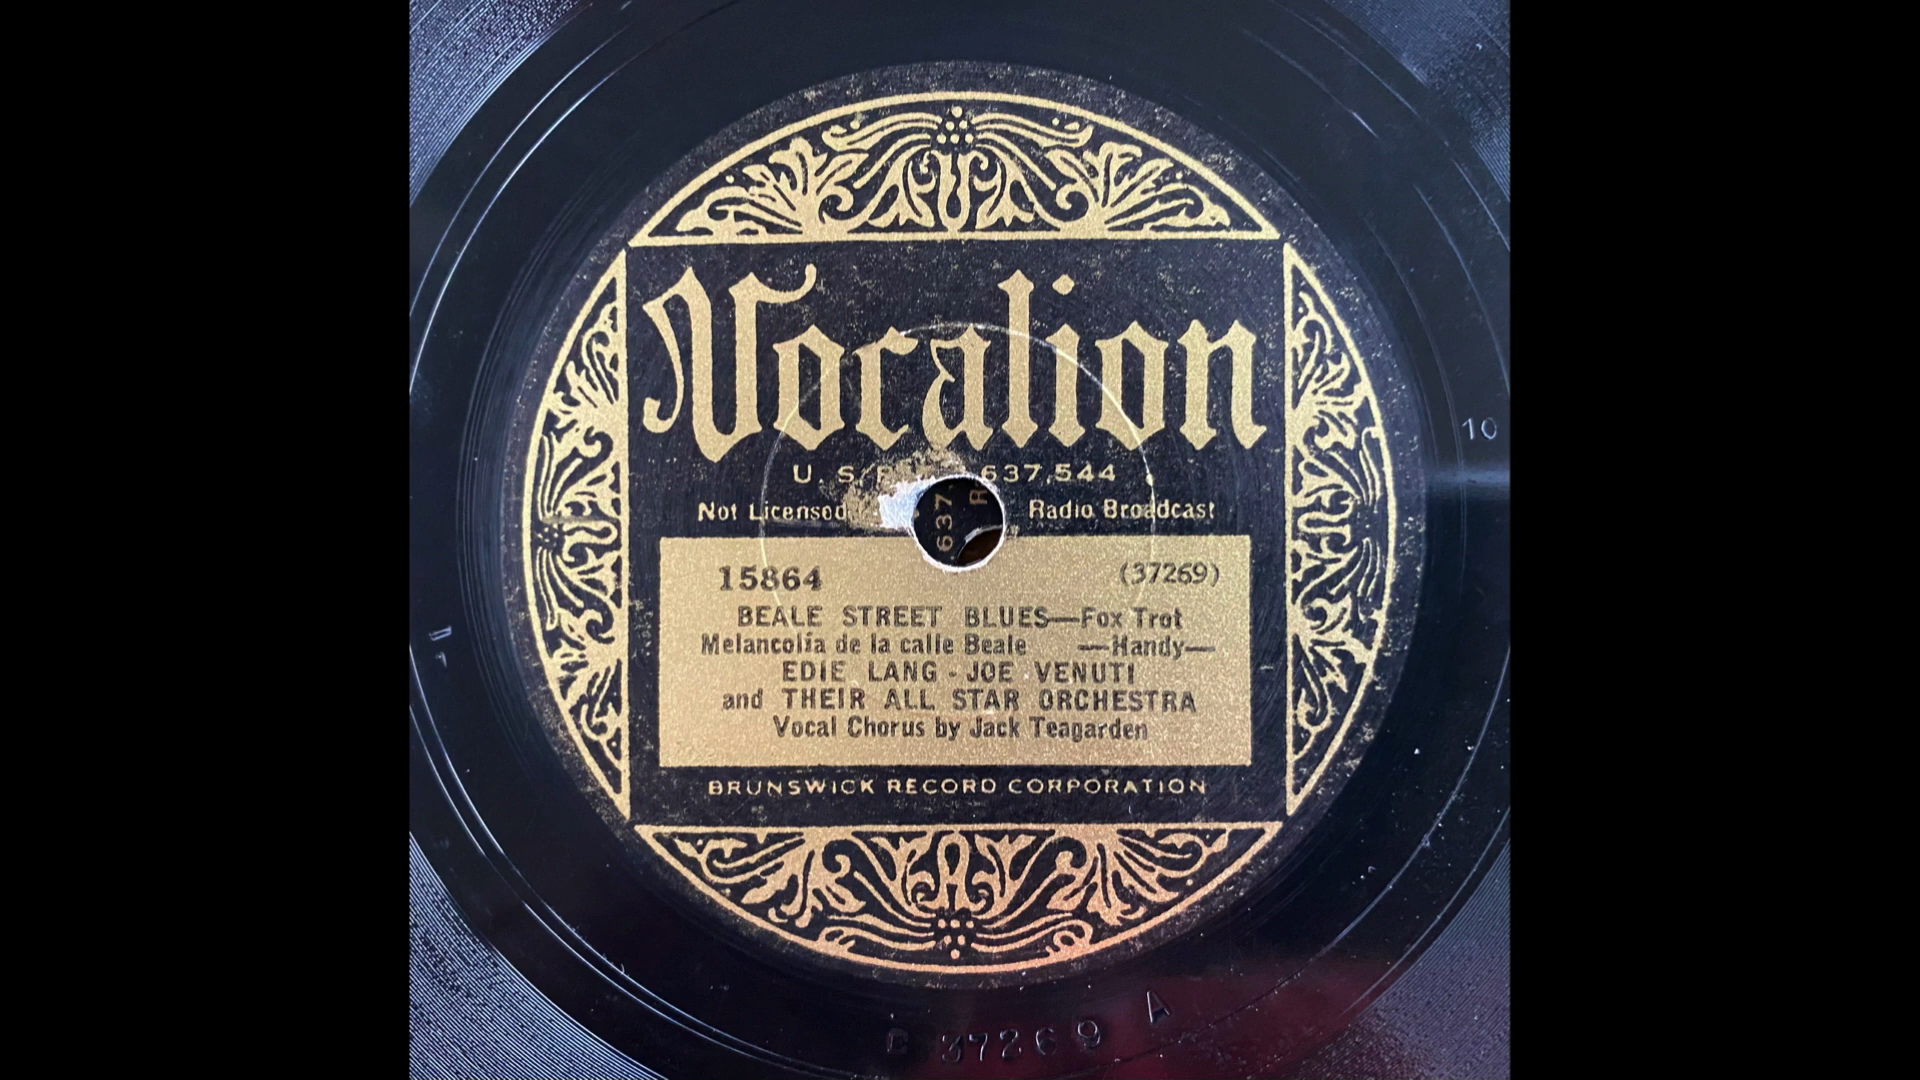 Vocalion
U. S. 637,544
Not Licensed Radio Broadcast
637
R
15864 (37269)
BEALE STREET BLUES—Fox Trot
Melancolia de la calle Beale —Handy—
EDIE LANG - JOE VENUTI
and THEIR ALL STAR ORCHESTRA
Vocal Chorus by Jack Teagarden
BRUNSWICK RECORD CORPORATION
10
37269 A